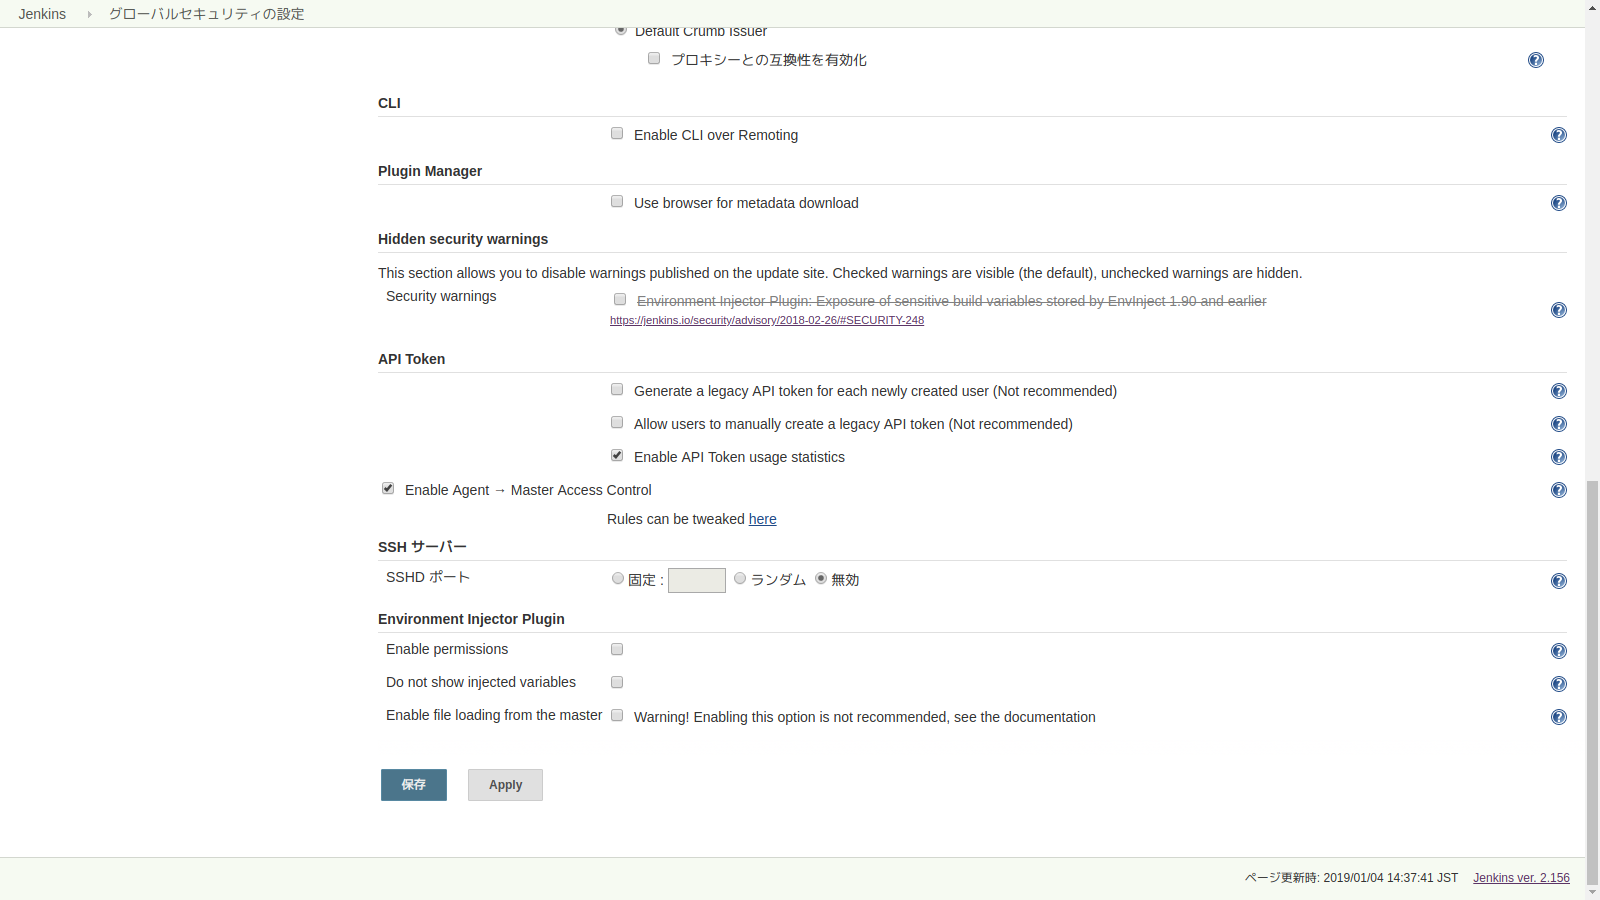 Jenkins グローバルセキュリティの設定
Default Crumb Issuer
プロキシーとの互換性を有効化
CLI
Enable CLI over Remoting
Plugin Manager
Use browser for metadata download
Hidden security warnings
This section allows you to disable warnings published on the update site. Checked warnings are visible (the default), unchecked warnings are hidden.
Security warnings Environment Injector Plugin: Exposure of sensitive build variables stored by EnvInject 1.90 and earlier
https://jenkins.io/security/advisory/2018-02-26/#SECURITY-248
API Token
Generate a legacy API token for each newly created user (Not recommended)
Allow users to manually create a legacy API token (Not recommended)
Enable API Token usage statistics
Enable Agent → Master Access Control
Rules can be tweaked here
SSH サーバー
SSHD ポート 固定 : ランダム 無効
Environment Injector Plugin
Enable permissions
Do not show injected variables
Enable file loading from the master Warning! Enabling this option is not recommended, see the documentation
保存 Apply
ページ更新時: 2019/01/04 14:37:41 JST Jenkins ver. 2.156